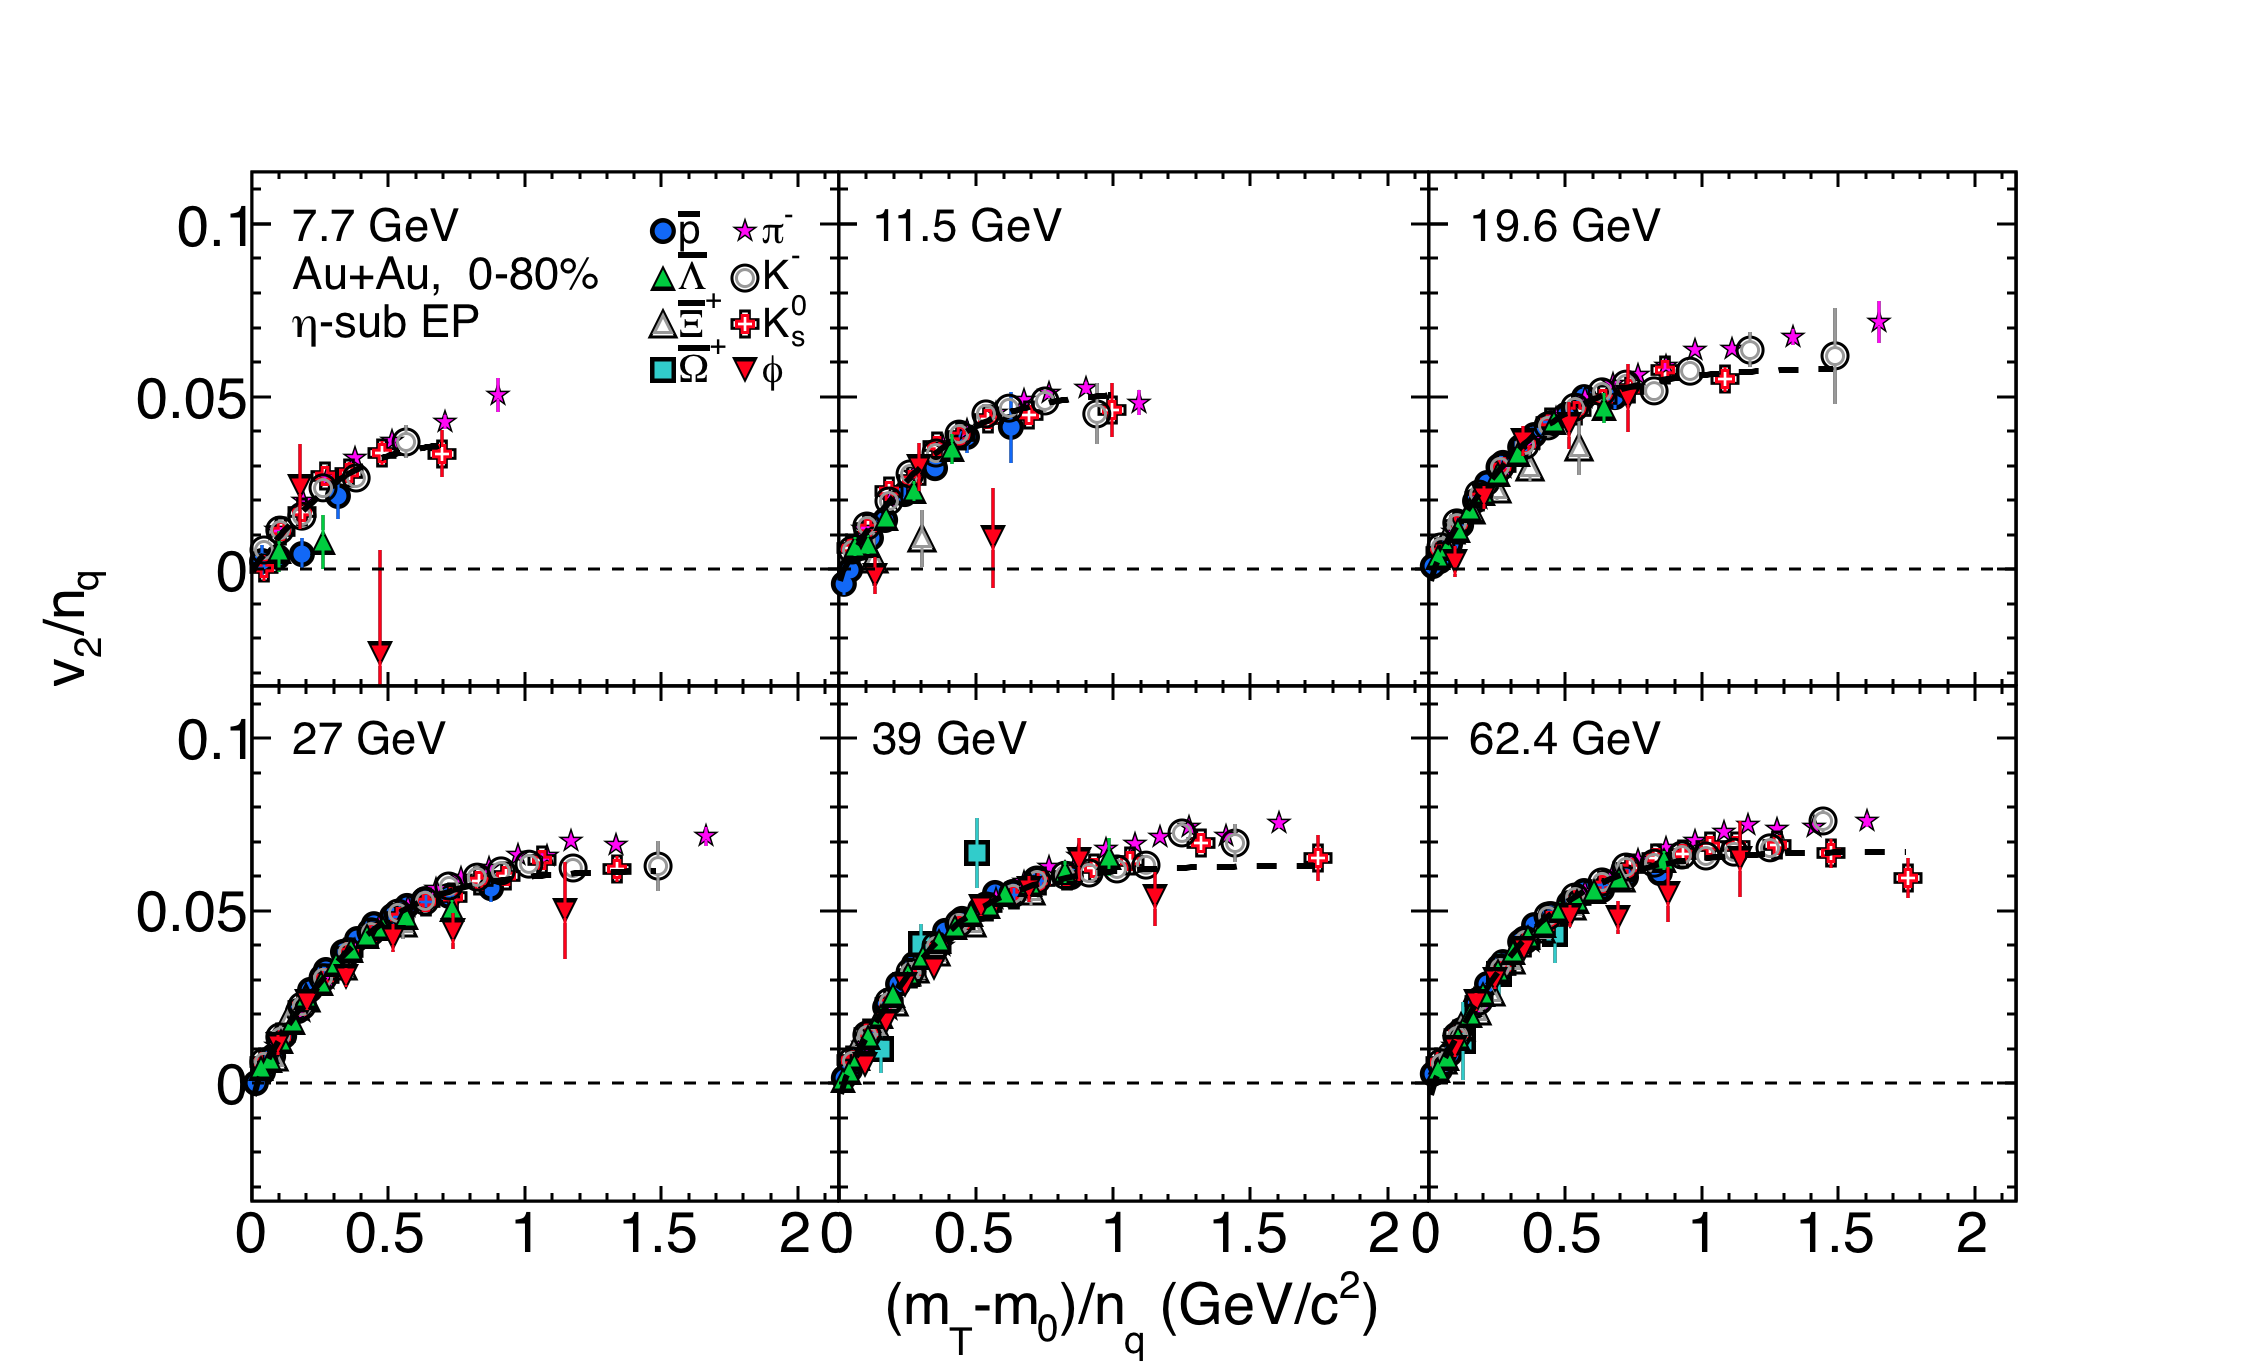 7.7 GeV
Au+Au, 0-80%
η-sub EP
p̅ π⁻
Λ̅ K⁻
Ξ̅⁺ K⁰ₛ
Ω̅⁺ ϕ
11.5 GeV
19.6 GeV
0.1
0.05
0
v₂/n_q
27 GeV
39 GeV
62.4 GeV
0.1
0.05
0
0 0.5 1 1.5 2 0 0.5 1 1.5 2 0 0.5 1 1.5 2
(m_T-m₀)/n_q (GeV/c²)